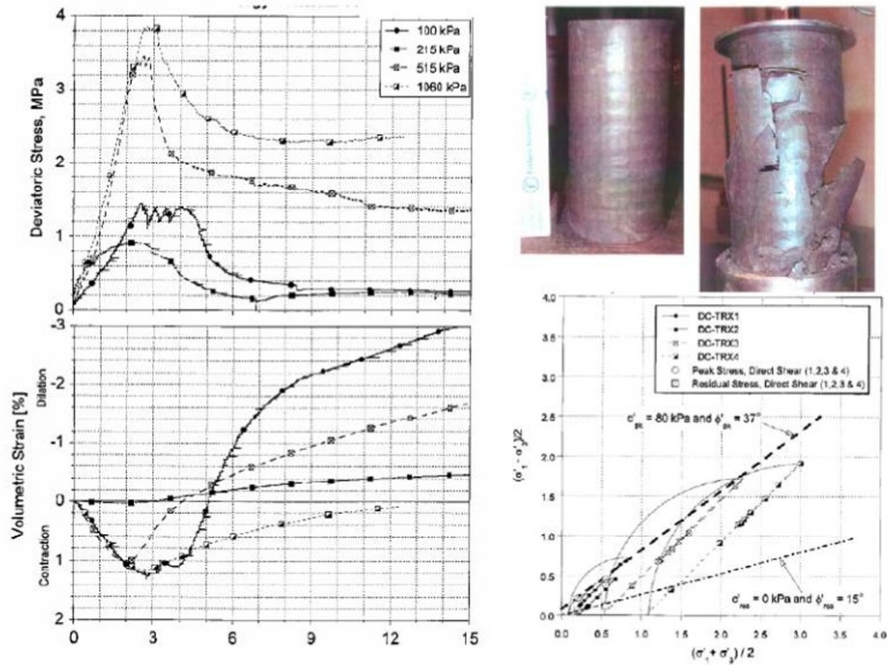 4
3
2
1
0
Deviatoric Stress, MPa
100 kPa
215 kPa
515 kPa
1060 kPa
-3
-2
-1
0
1
2
Volumetric Strain [%]
Dilation
Contraction
0
3
6
9
12
15
4.0
3.5
3.0
2.5
2.0
1.5
1.0
0.5
0.0
(σ'₁ - σ'₃)/2
DC-TRX1
DC-TRX2
DC-TRX3
DC-TRX4
Peak Stress, Direct Shear (1,2,3 & 4)
Residual Stress, Direct Shear (1,2,3 & 4)
= 80 kPa and
= 37°
= 0 kPa and
= 15°
0.0
0.5
1.0
1.5
2.0
2.5
3.0
3.5
4.0
(σ'₁ + σ'₃) / 2